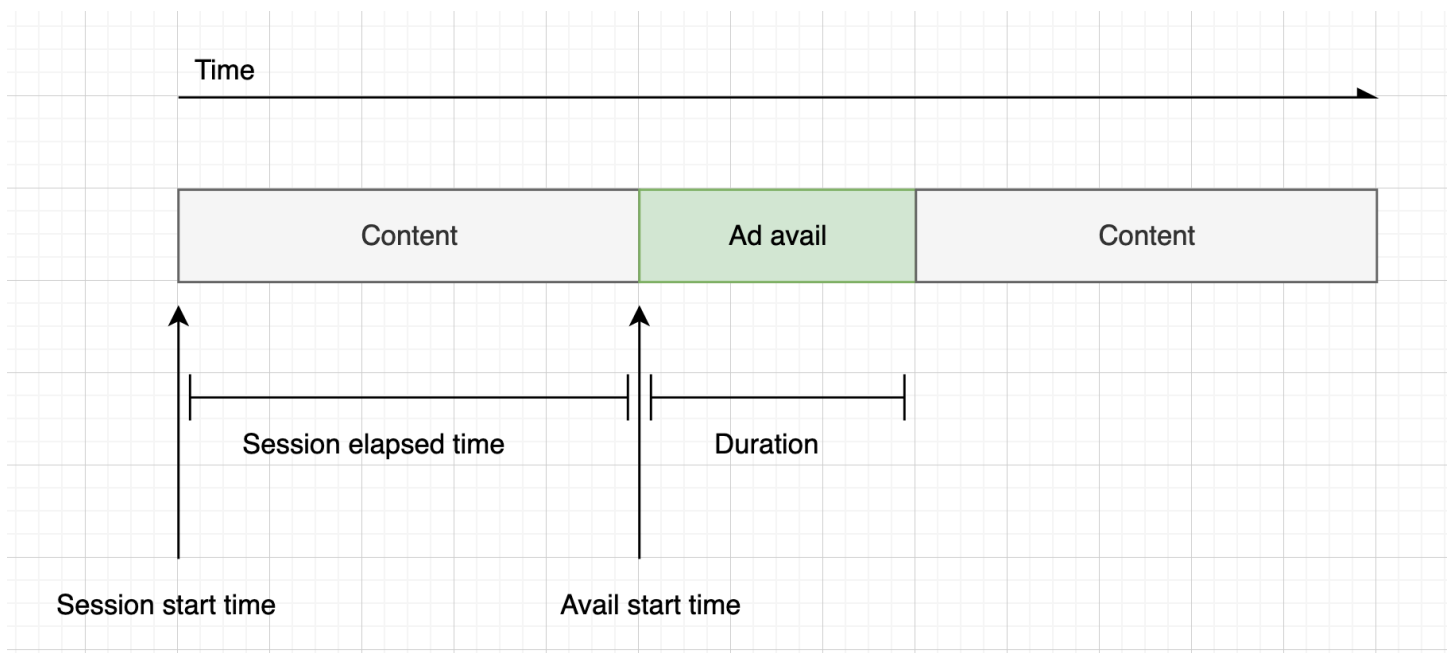 Time
Content
Ad avail
Content
Session elapsed time
Duration
Session start time
Avail start time